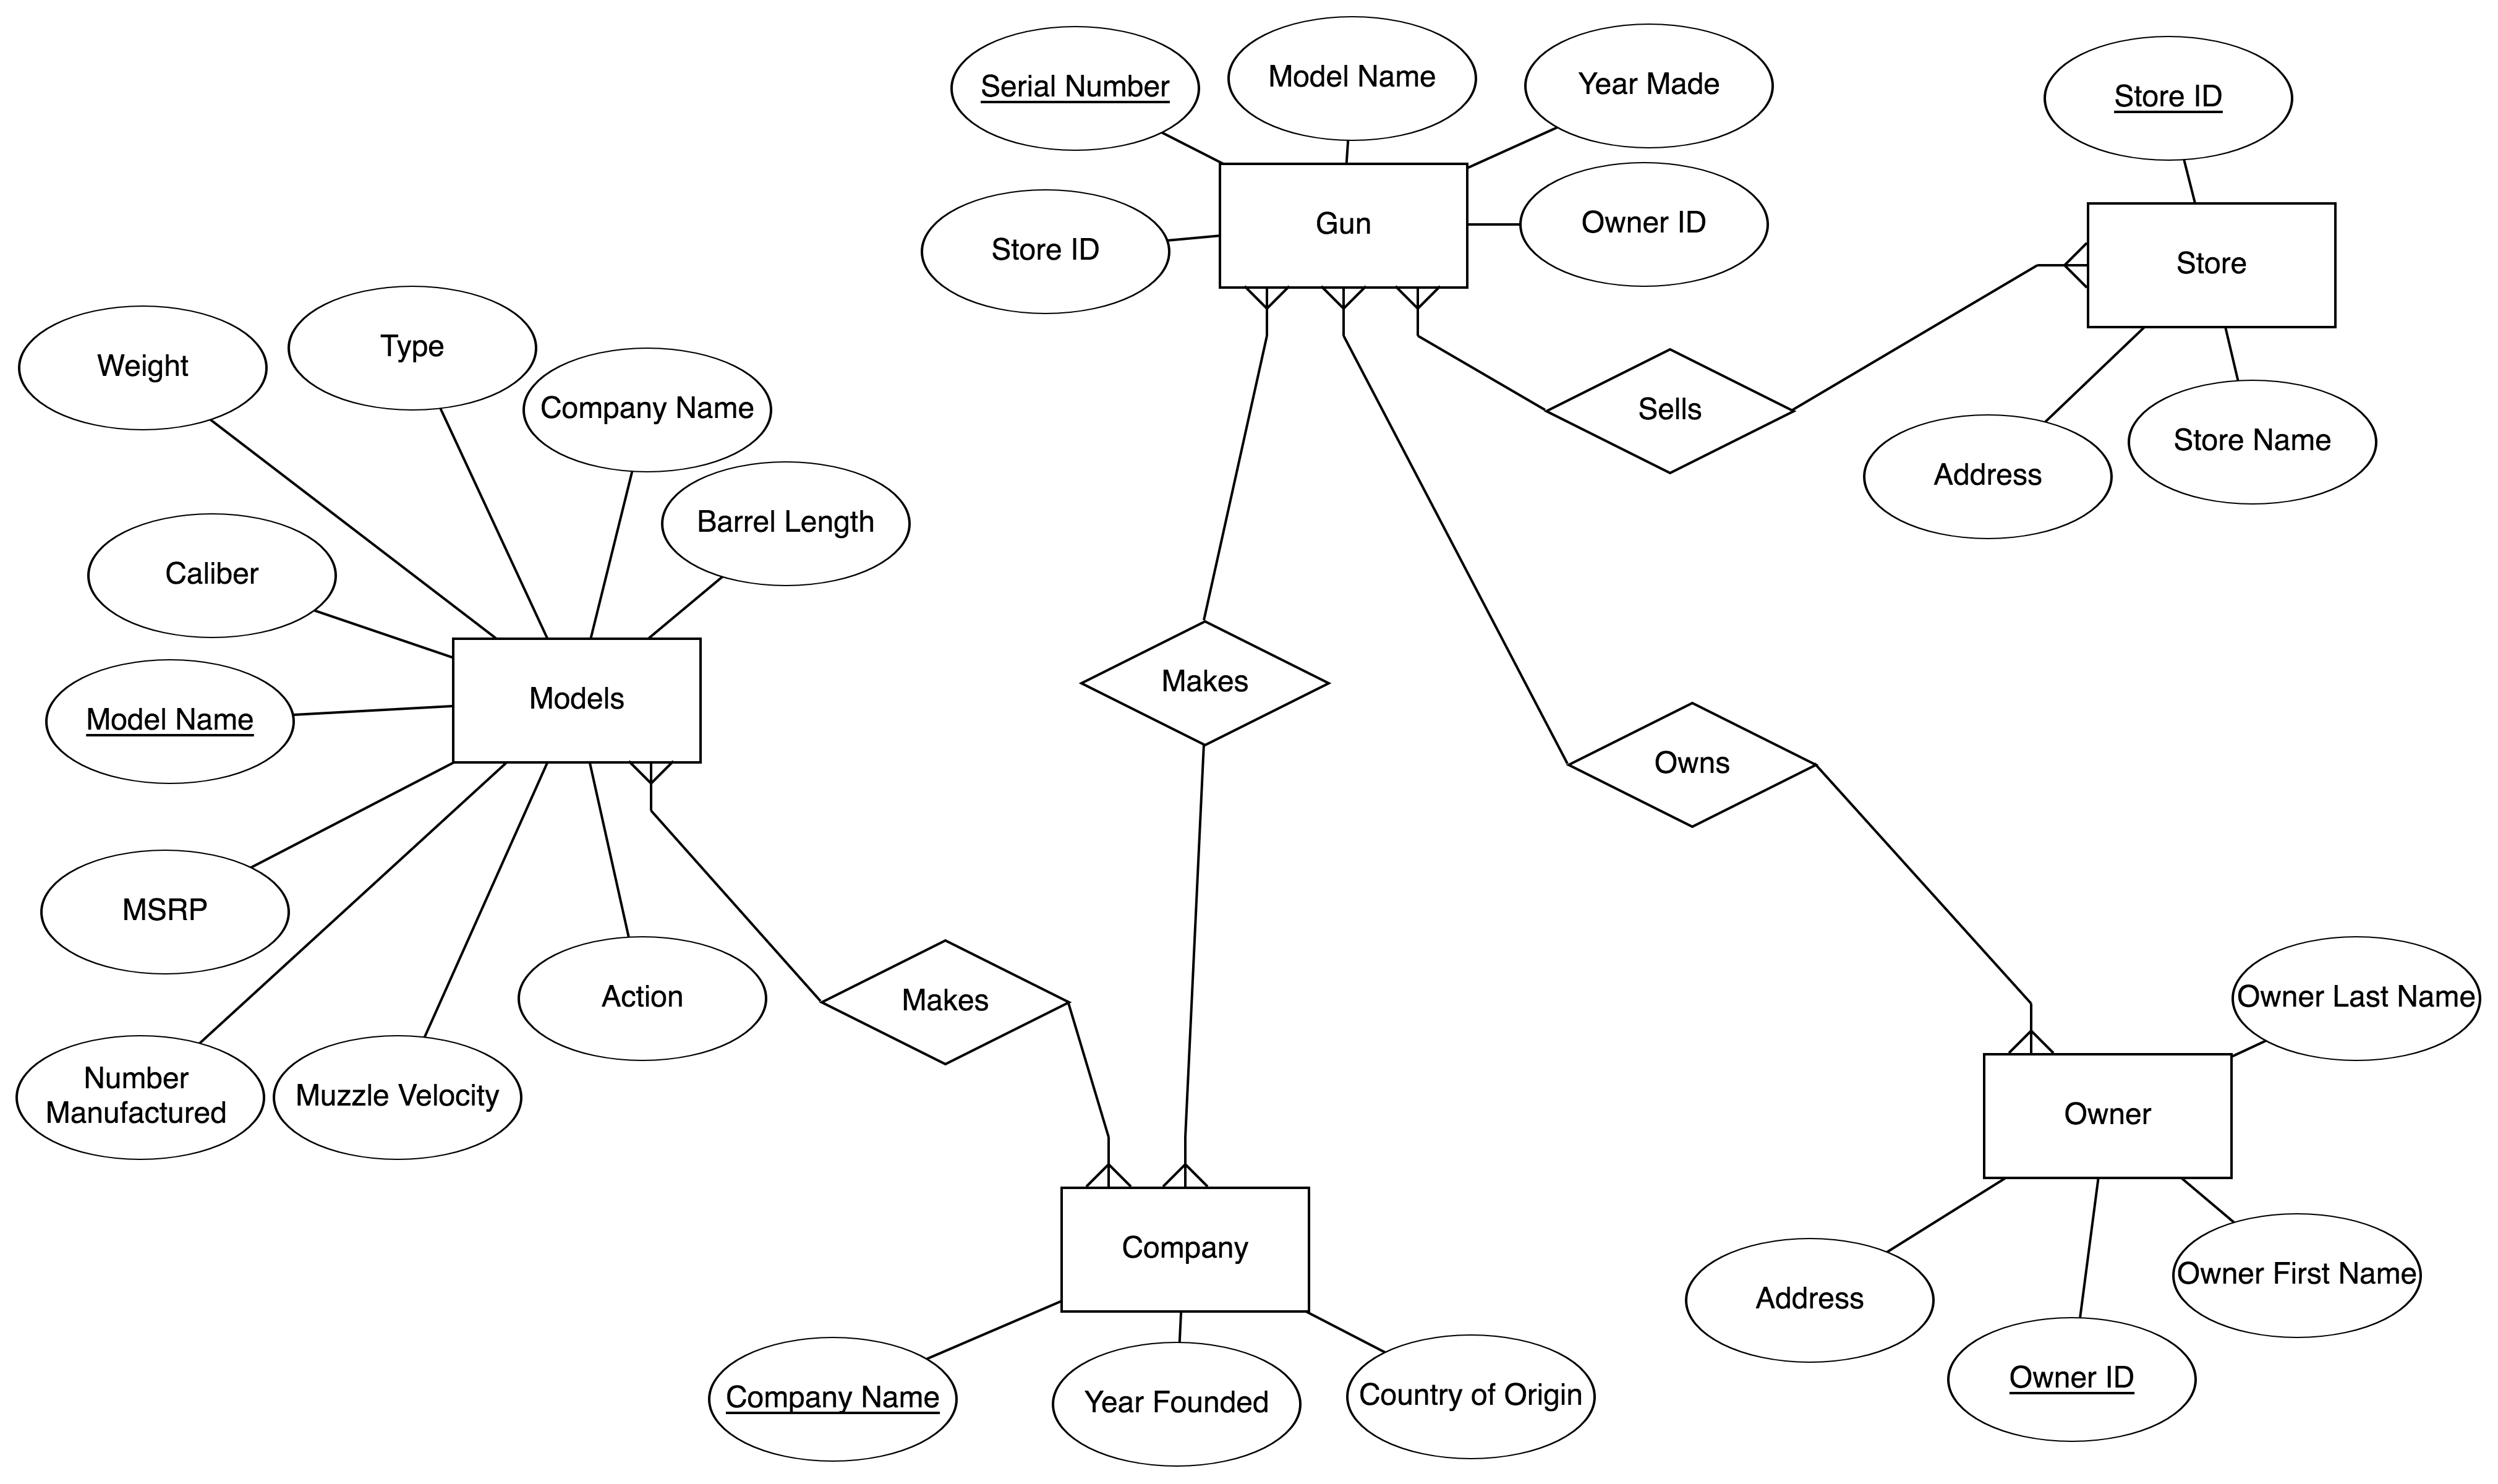 Serial Number
Model Name
Year Made
Store ID
Gun
Owner ID
Store ID
Store
Sells
Address
Store Name
Weight
Type
Company Name
Barrel Length
Caliber
Model Name
Models
MSRP
Number
Manufactured
Muzzle Velocity
Action
Makes
Makes
Owns
Owner Last Name
Owner
Address
Owner First Name
Owner ID
Company
Company Name
Year Founded
Country of Origin